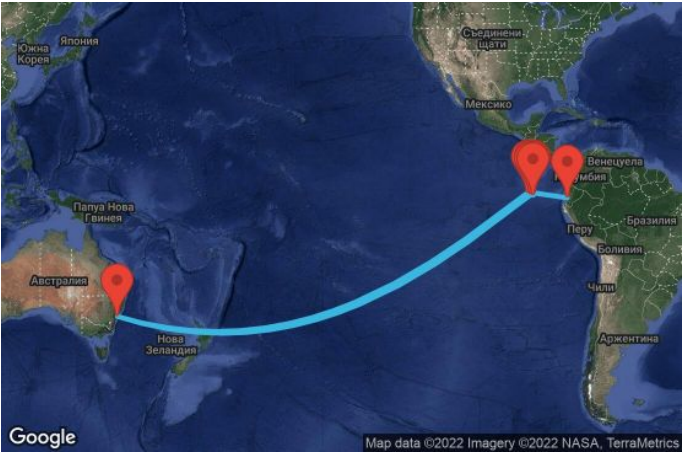 Съединени
щати
Южна
Корея
Япония
Мексико
Венецуела
Папуа Нова
Гвинея
Бразилия
Перу
Боливия
Австралия
Чили
Нова
Зеландия
Аржентина
Google
Map data ©2022 Imagery ©2022 NASA, TerraMetrics